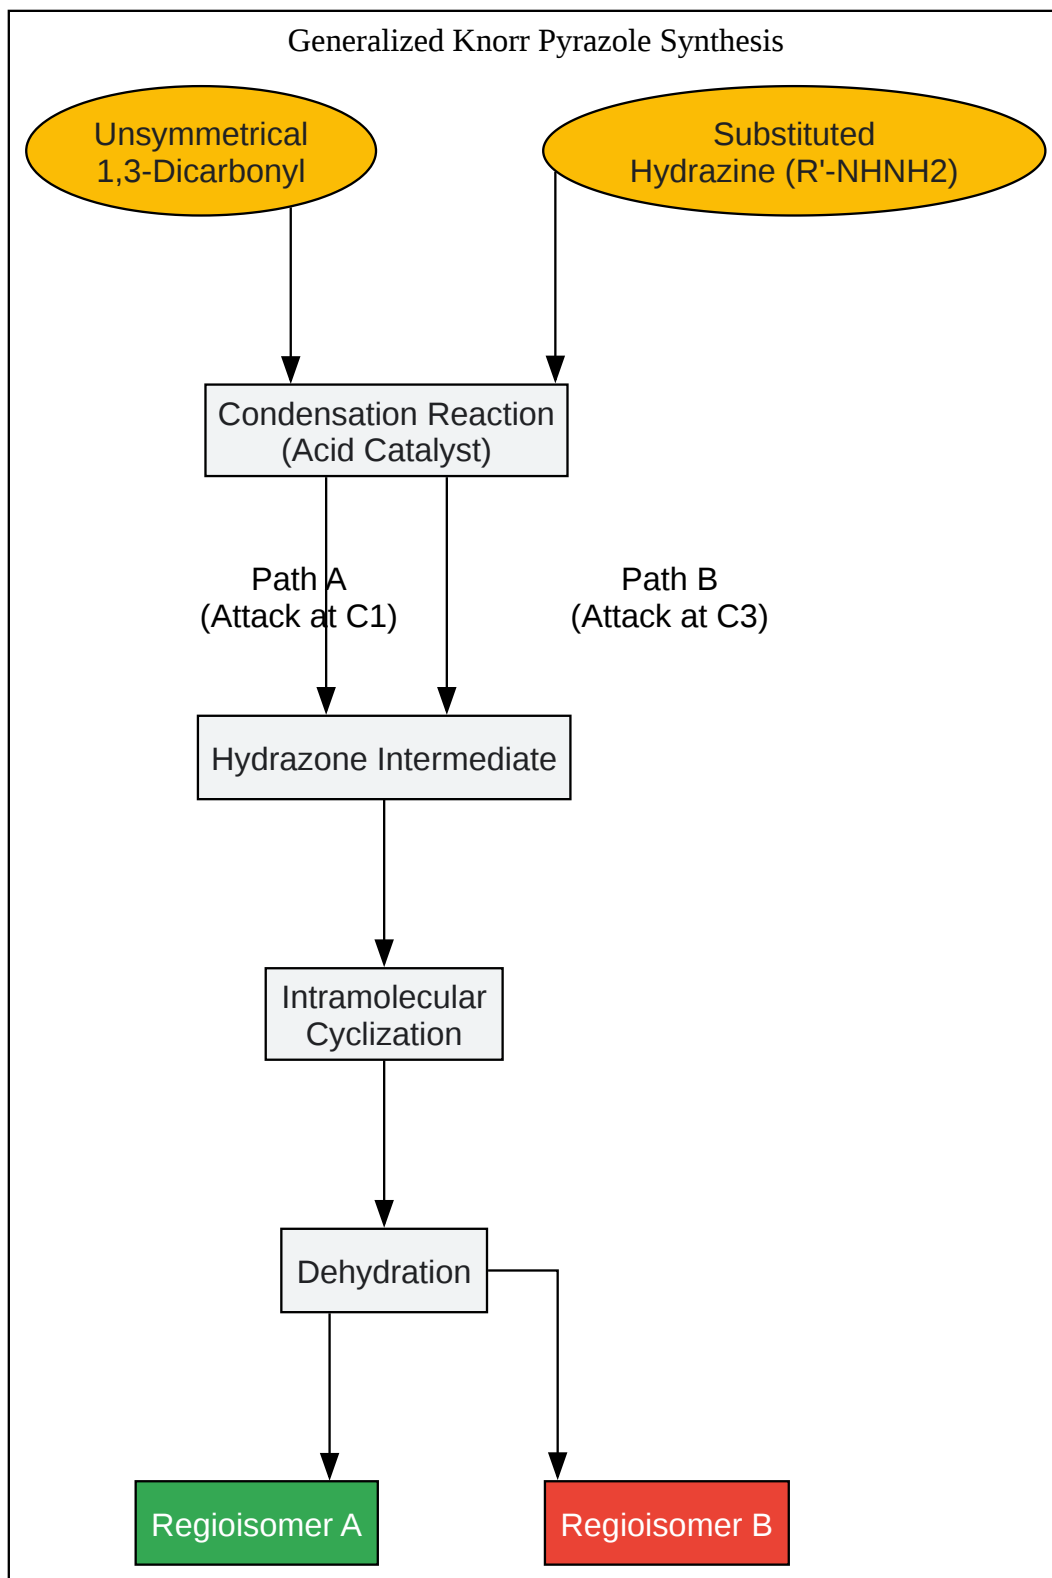 Generalized Knorr Pyrazole Synthesis
Unsymmetrical
1,3-Dicarbonyl
Substituted
Hydrazine (R'-NHNH2)
Condensation Reaction
(Acid Catalyst)
Path A
(Attack at C1)
Path B
(Attack at C3)
Hydrazone Intermediate
Intramolecular
Cyclization
Dehydration
Regioisomer A
Regioisomer B